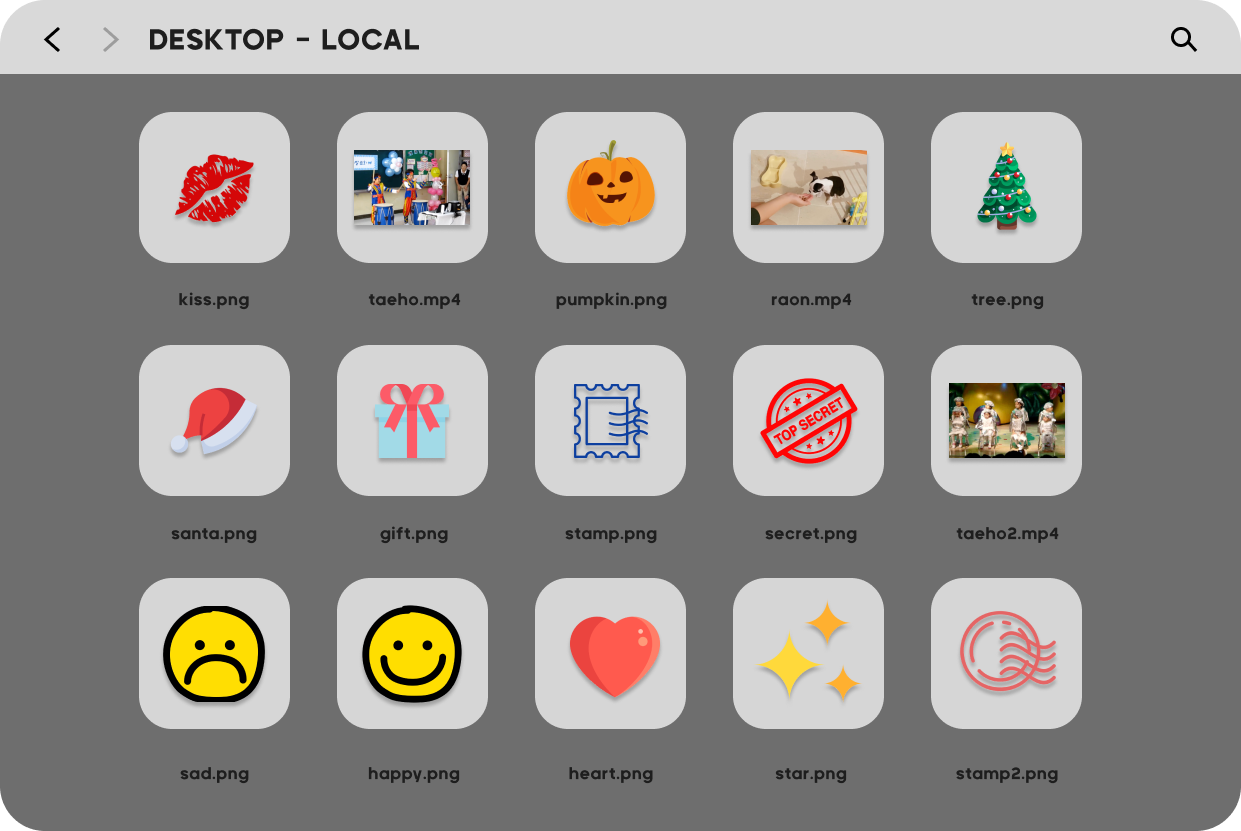 DESKTOP - LOCAL
kiss.png
taeho.mp4
pumpkin.png
raon.mp4
tree.png
TOP SECRET
santa.png
gift.png
stamp.png
secret.png
taeho2.mp4
sad.png
happy.png
heart.png
star.png
stamp2.png